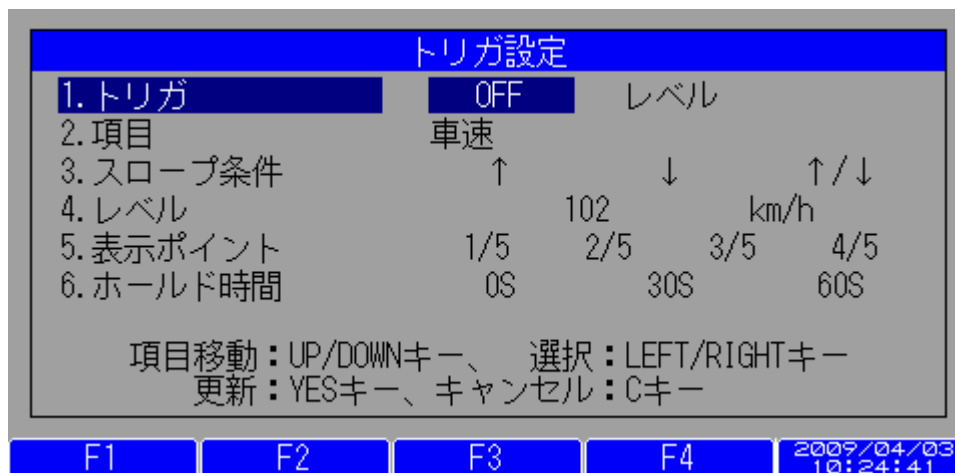 トリガ設定
1.トリガ OFF レベル
2.項目 車速
3.スロープ条件 ↑ ↓ ↑/↓
4.レベル 102 km/h
5.表示ポイント 1/5 2/5 3/5 4/5
6.ホールド時間 0S 30S 60S
項目移動：UP/DOWNキー、 選択：LEFT/RIGHTキー
更新：YESキー、キャンセル：Cキー
F1 F2 F3 F4 2009/04/03
10:24:41